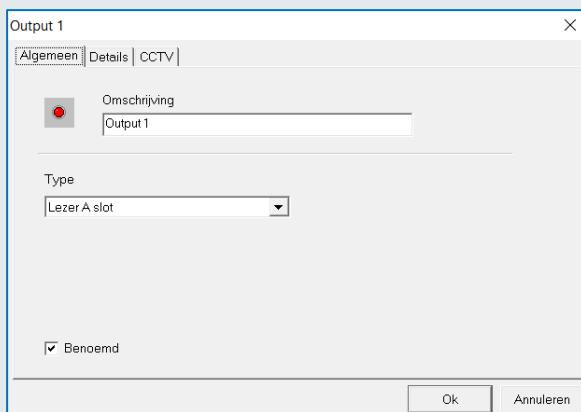 Output 1
Algemeen Details CCTV
Omschrijving
Output 1
Type
Lezer A slot
Benoemd
Ok Annuleren